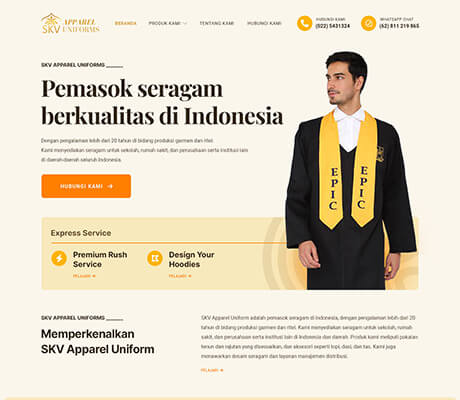 SKV APPAREL UNIFORMS
BERANDA PRODUK KAMI TENTANG KAMI HUBUNGI KAMI
HUBUNGI KAMI
(022) 5431324
WHATSAPP CHAT
(62) 811 219 865
SKV APPAREL UNIFORMS
Pemasok seragam
berkualitas di Indonesia
Dengan pengalaman lebih dari 20 tahun di bidang produksi garmen dan ritel.
Kami menyediakan seragam untuk sekolah, rumah sakit, dan perusahaan serta institusi lain
di daerah-daerah seluruh Indonesia.
HUBUNGI KAMI
EPIC EPIC
Express Service
Premium Rush
Service
PELAJARI
Design Your
Hoodies
PELAJARI
SKV APPAREL UNIFORMS
Memperkenalkan
SKV Apparel Uniform
SKV Apparel Uniform adalah pemasok seragam di Indonesia, dengan pengalaman lebih dari 20
tahun di bidang produksi garmen dan ritel. Kami menyediakan seragam untuk sekolah, rumah
sakit, dan perusahaan serta institusi lain di Indonesia dan daerah. Produk kami meliputi pakaian
tenun dan rajutan yang disesuaikan, dan aksesori seperti topi, dasi, dan tas. Kami juga
menawarkan desain seragam dan layanan manajemen distribusi.
PELAJARI